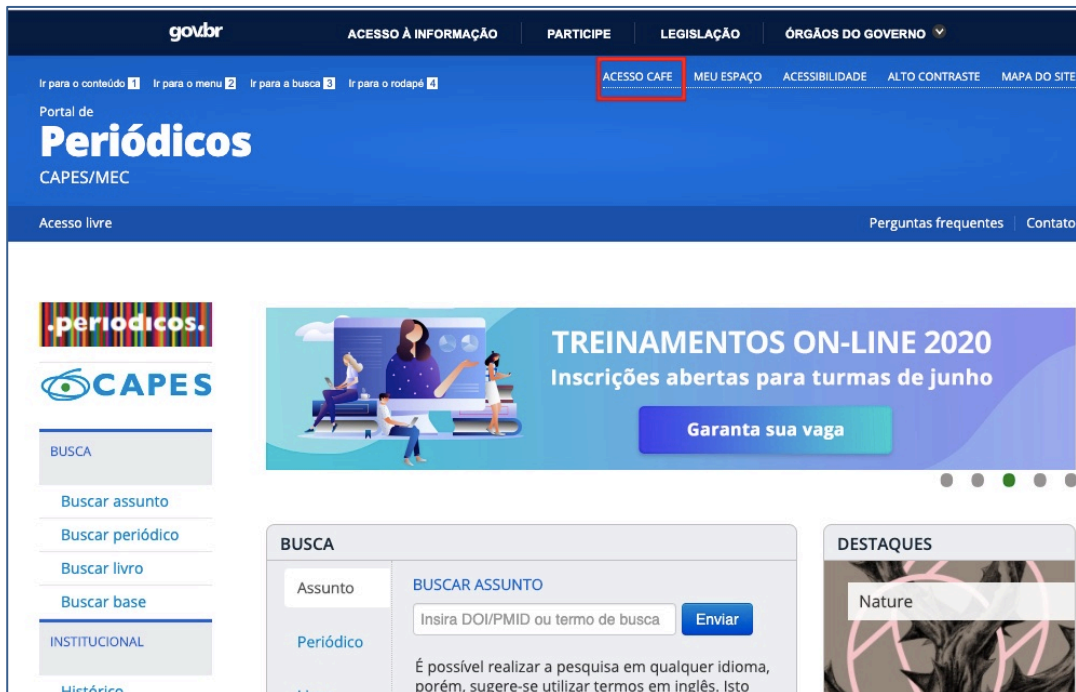 gov.br ACESSO À INFORMAÇÃO PARTICIPE LEGISLAÇÃO ÓRGÃOS DO GOVERNO
Ir para o conteúdo 1 Ir para o menu 2 Ir para a busca 3 Ir para o rodapé 4
ACESSO CAFE MEU ESPAÇO ACESSIBILIDADE ALTO CONTRASTE MAPA DO SITE
Portal de
Periódicos
CAPES/MEC
Acesso livre Perguntas frequentes Contato
.periodicos.
CAPES
TREINAMENTOS ON-LINE 2020
Inscrições abertas para turmas de junho
Garanta sua vaga
BUSCA
Buscar assunto
Buscar periódico
Buscar livro
Buscar base
INSTITUCIONAL
Histórico
BUSCA
Assunto
Periódico
BUSCAR ASSUNTO
Insira DOI/PMID ou termo de busca Enviar
É possível realizar a pesquisa em qualquer idioma,
porém, sugere-se utilizar termos em inglês. Isto
DESTAQUES
Nature